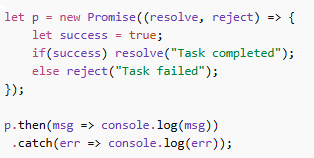 let p = new Promise((resolve, reject) => {
    let success = true;
    if(success) resolve("Task completed");
    else reject("Task failed");
});

p.then(msg => console.log(msg))
 .catch(err => console.log(err));